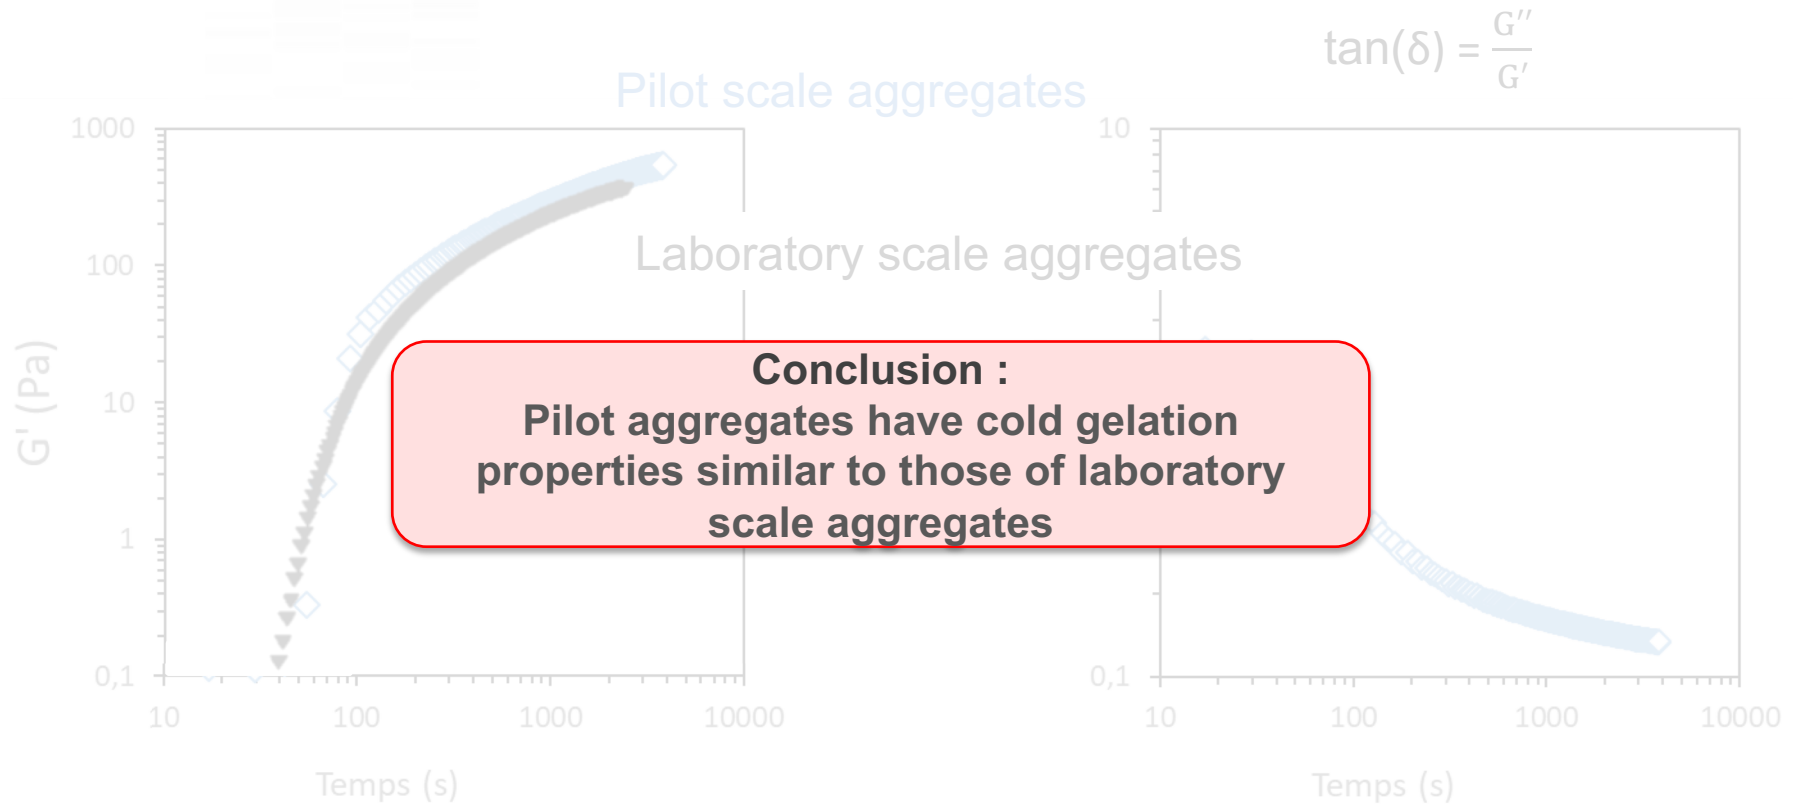 tan(δ) = G′′/G′
Pilot scale aggregates
Laboratory scale aggregates
G' (Pa)
1000
100
10
1
0,1
10
100
1000
10000
Temps (s)
10
0,1
10
100
1000
10000
Temps (s)
Conclusion :
Pilot aggregates have cold gelation
properties similar to those of laboratory
scale aggregates